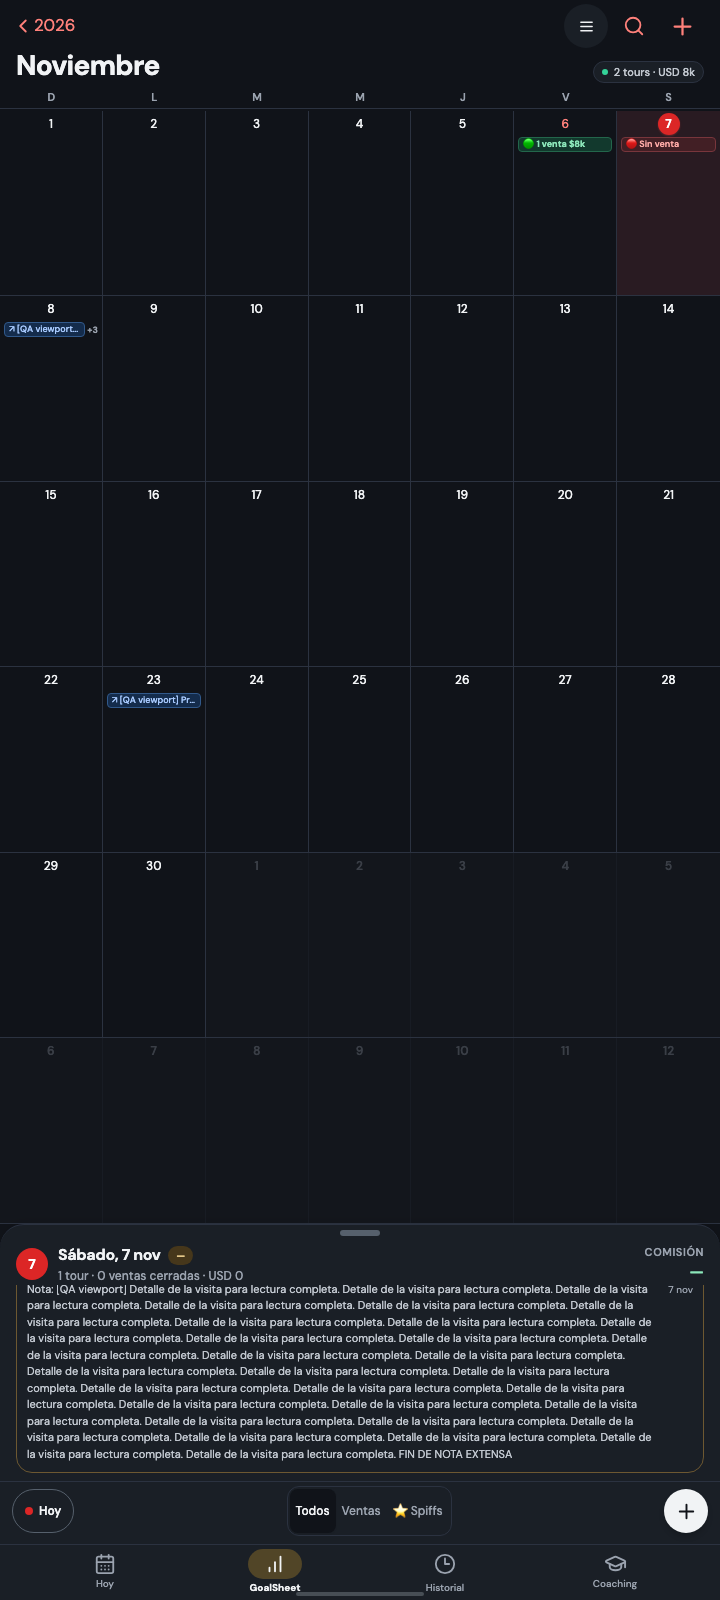 2026
Noviembre
2 tours · USD 8k
D L M M J V S
1 2 3 4 5 6 7
1 venta $8k Sin venta
8 9 10 11 12 13 14
[QA viewport... +3
15 16 17 18 19 20 21
22 23 24 25 26 27 28
[QA viewport] Pr...
29 30 1 2 3 4 5
6 7 8 9 10 11 12
7 Sábado, 7 nov – COMISIÓN
1 tour · 0 ventas cerradas · USD 0 —
Nota: [QA viewport] Detalle de la visita para lectura completa. Detalle de la visita para lectura completa. Detalle de la visita 7 nov
para lectura completa. Detalle de la visita para lectura completa. Detalle de la visita para lectura completa. Detalle de la
visita para lectura completa. Detalle de la visita para lectura completa. Detalle de la visita para lectura completa. Detalle de
la visita para lectura completa. Detalle de la visita para lectura completa. Detalle de la visita para lectura completa. Detalle
de la visita para lectura completa. Detalle de la visita para lectura completa. Detalle de la visita para lectura completa.
Detalle de la visita para lectura completa. Detalle de la visita para lectura completa. Detalle de la visita para lectura
completa. Detalle de la visita para lectura completa. Detalle de la visita para lectura completa. Detalle de la visita para
lectura completa. Detalle de la visita para lectura completa. Detalle de la visita para lectura completa. Detalle de la visita
para lectura completa. Detalle de la visita para lectura completa. Detalle de la visita para lectura completa. Detalle de la
visita para lectura completa. Detalle de la visita para lectura completa. Detalle de la visita para lectura completa. Detalle de
la visita para lectura completa. Detalle de la visita para lectura completa. FIN DE NOTA EXTENSA
Hoy Todos Ventas Spiffs
Hoy GoalSheet Historial Coaching